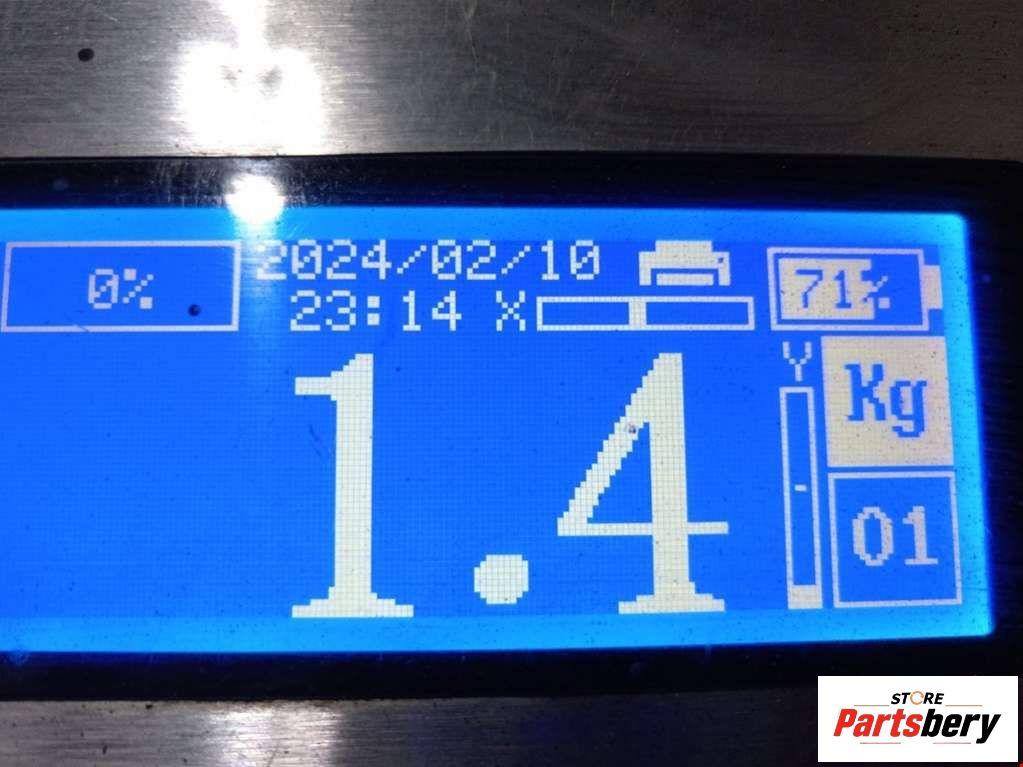 0%
2024/02/10
23:14 X
71%
Y
Kg
1.4
01
STORE
Partsbery